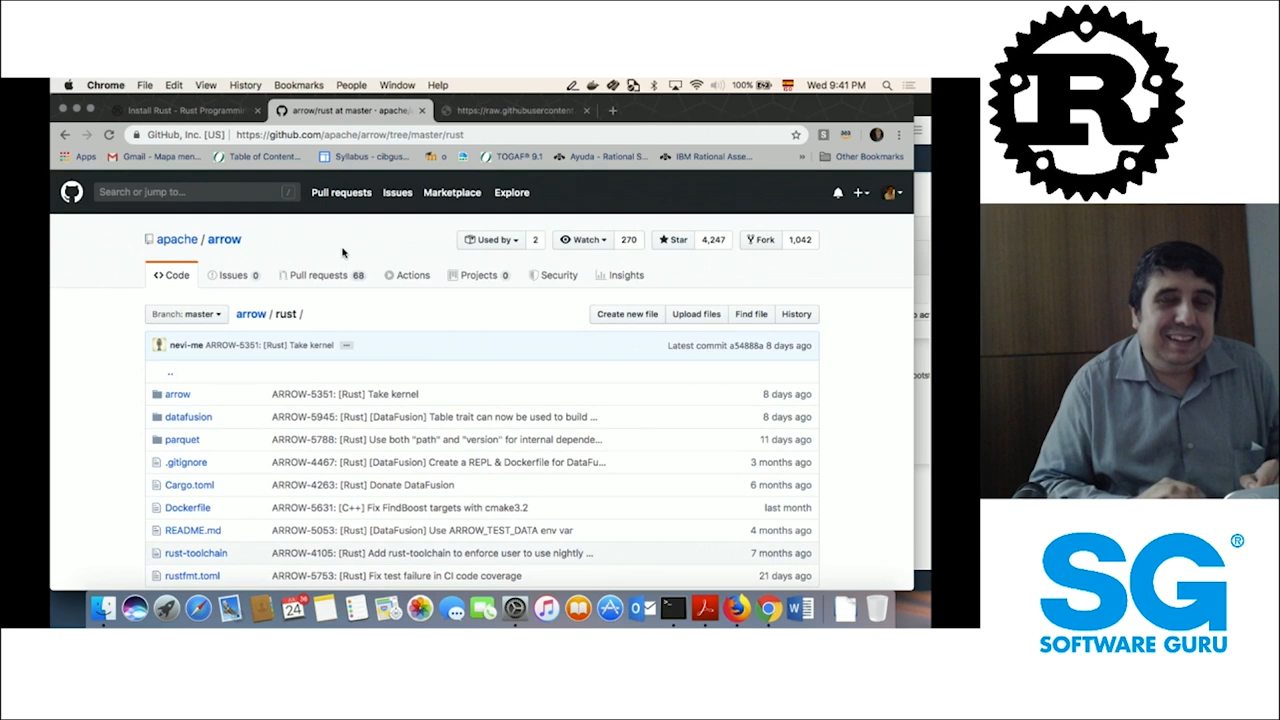 Chrome File Edit View History Bookmarks People Window Help 100% Wed 9:41 PM
Install Rust - Rust Programmin arrow/rust at master · apache/ https://raw.githubusercontent.
GitHub, Inc. [US] https://github.com/apache/arrow/tree/master/rust
Apps Gmail - Mapa men... Table of Content... Syllabus - cibgus... o TOGAF® 9.1 Ayuda - Rational S... IBM Rational Asse... » Other Bookmarks
Search or jump to... / Pull requests Issues Marketplace Explore
apache / arrow Used by 2 Watch 270 Star 4,247 Fork 1,042
Code Issues 0 Pull requests 68 Actions Projects 0 Security Insights
Branch: master arrow / rust / Create new file Upload files Find file History
nevi-me ARROW-5351: [Rust] Take kernel ... Latest commit a54888a 8 days ago
..
arrow ARROW-5351: [Rust] Take kernel 8 days ago
datafusion ARROW-5945: [Rust] [DataFusion] Table trait can now be used to build ... 8 days ago
parquet ARROW-5788: [Rust] Use both "path" and "version" for internal depende... 11 days ago
.gitignore ARROW-4467: [Rust] [DataFusion] Create a REPL & Dockerfile for DataFu... 3 months ago
Cargo.toml ARROW-4263: [Rust] Donate DataFusion 6 months ago
Dockerfile ARROW-5631: [C++] Fix FindBoost targets with cmake3.2 last month
README.md ARROW-5053: [Rust] [DataFusion] Use ARROW_TEST_DATA env var 4 months ago
rust-toolchain ARROW-4105: [Rust] Add rust-toolchain to enforce user to use nightly ... 7 months ago
rustfmt.toml ARROW-5753: [Rust] Fix test failure in CI code coverage 21 days ago
24
R
SG®
SOFTWARE GURU